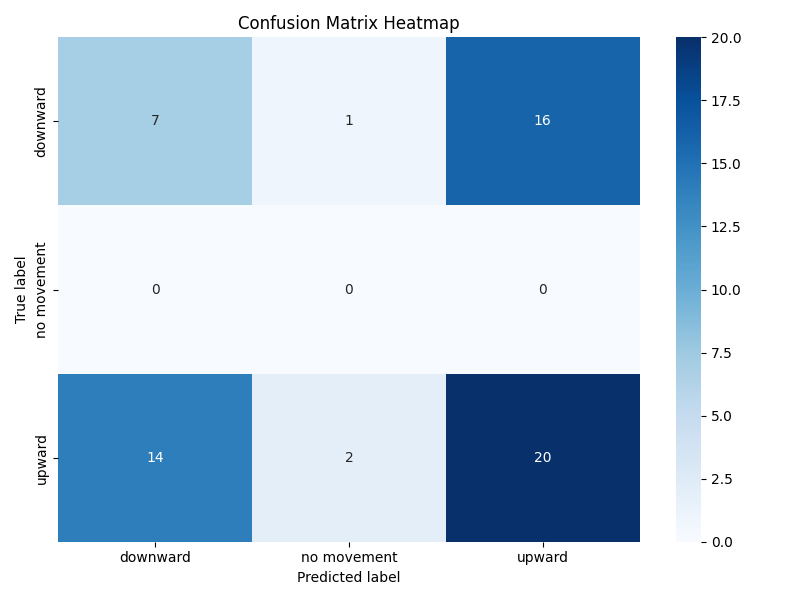 Confusion Matrix Heatmap
True label
downward
7 1 16
no movement
0 0 0
upward
14 2 20
downward no movement upward
Predicted label
20.0
17.5
15.0
12.5
10.0
7.5
5.0
2.5
0.0